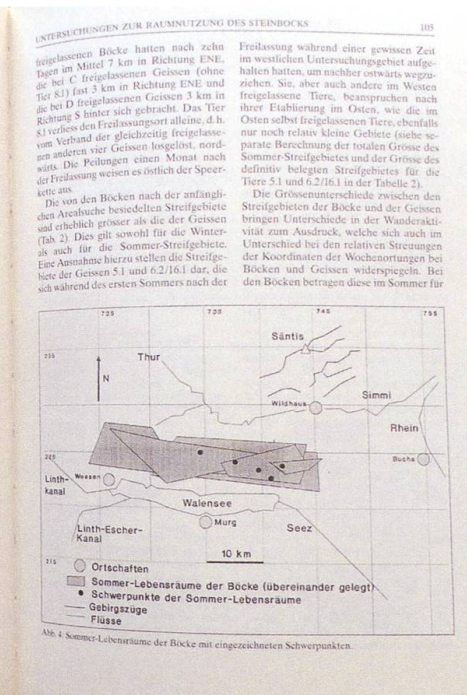 UNTERSUCHUNGEN ZUR RAUMNUTZUNG DES STEINBOCKS 105
freigelassenen Böcke hatten nach zehn
Tagen im Mittel 7 km in Richtung ENE,
die bei C freigelassenen Geissen (ohne
Tier 8.1) fast 3 km in Richtung ENE und
die bei D freigelassenen Geissen 3 km in
Richtung S hinter sich gebracht. Das Tier
8.1 verliess den Freilassungsort alleine, d. h.
vom Verband der gleichzeitig freigelasse-
nen anderen vier Geissen losgelöst, nord-
wärts. Die Peilungen einen Monat nach
der Freilassung weisen es östlich der Speer-
kette aus.
Die von den Böcken nach der anfängli-
chen Arealsuche besiedelten Streifgebiete
sind erheblich grösser als die der Geissen
(Tab. 2). Dies gilt sowohl für die Winter-
als auch für die Sommer-Streifgebiete.
Eine Ausnahme hierzu stellen die Streifge-
biete der Geissen 5.1 und 6.2/16.1 dar, die
sich während des ersten Sommers nach der
Freilassung während einer gewissen Zeit
im westlichen Untersuchungsgebiet aufge-
halten hatten, um nachher ostwärts wegzu-
ziehen. Sie, aber auch andere im Westen
freigelassene Tiere, beanspruchen nach
ihrer Etablierung im Osten, wie die im
Osten selbst freigelassenen Tiere, ebenfalls
nur noch relativ kleine Gebiete (siehe se-
parate Berechnung der totalen Grösse des
Sommer-Streifgebietes und der Grösse des
definitiv belegten Streifgebietes für die
Tiere 5.1 und 6.2/16.1 in der Tabelle 2).
Die Grössenunterschiede zwischen den
Streifgebieten der Böcke und der Geissen
bringen Unterschiede in der Wanderakti-
vität zum Ausdruck, welche sich auch im
Unterschied bei den relativen Streuungen
der Koordinaten der Wochenortungen bei
Böcken und Geissen widerspiegeln. Bei
den Böcken betragen diese im Sommer für
725 735 745 755
Säntis
235
Thur
N
Simmi
Wildhaus
Rhein
225
Buchs
Weesen
Linth-
kanal
Walensee
Murg
Seez
Linth-Escher-
Kanal
10 km
215
Ortschaften
Sommer-Lebensräume der Böcke (übereinander gelegt)
Schwerpunkte der Sommer-Lebensräume
Gebirgszüge
Flüsse
Abb. 4: Sommer-Lebensräume der Böcke mit eingezeichneten Schwerpunkten.